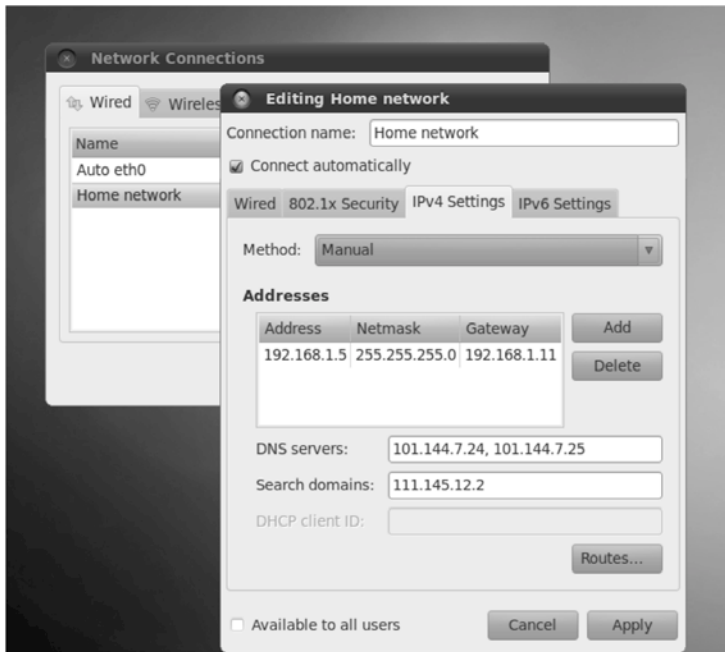 Network Connections
Wired
Name
Auto eth0
Home network
Editing Home network
Connection name: Home network
Connect automatically
Wired 802.1x Security IPv4 Settings IPv6 Settings
Method: Manual
Addresses
Address Netmask Gateway
192.168.1.5 255.255.255.0 192.168.1.11
Add
Delete
DNS servers: 101.144.7.24, 101.144.7.25
Search domains: 111.145.12.2
DHCP client ID:
Routes...
Available to all users Cancel Apply